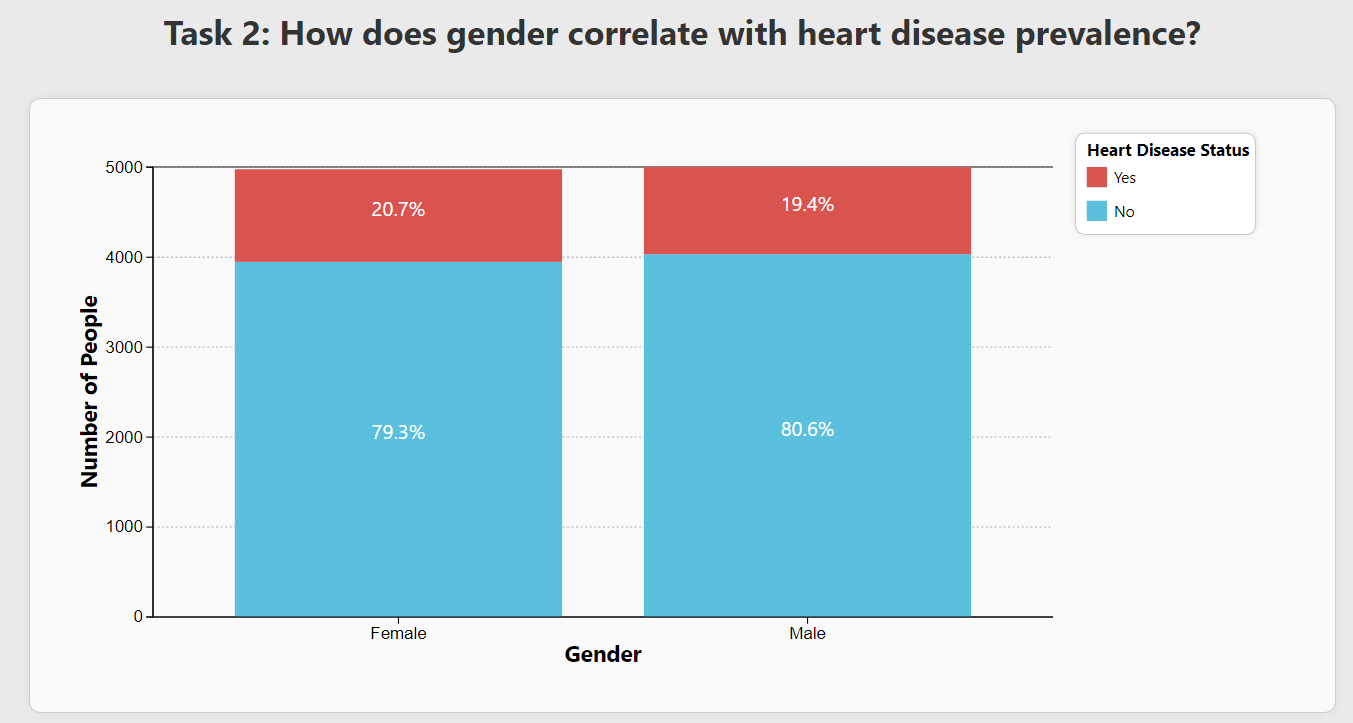 Task 2: How does gender correlate with heart disease prevalence?
Heart Disease Status
Yes
No
5000
4000
3000
2000
1000
0
Number of People
20.7%
19.4%
79.3%
80.6%
Female
Male
Gender